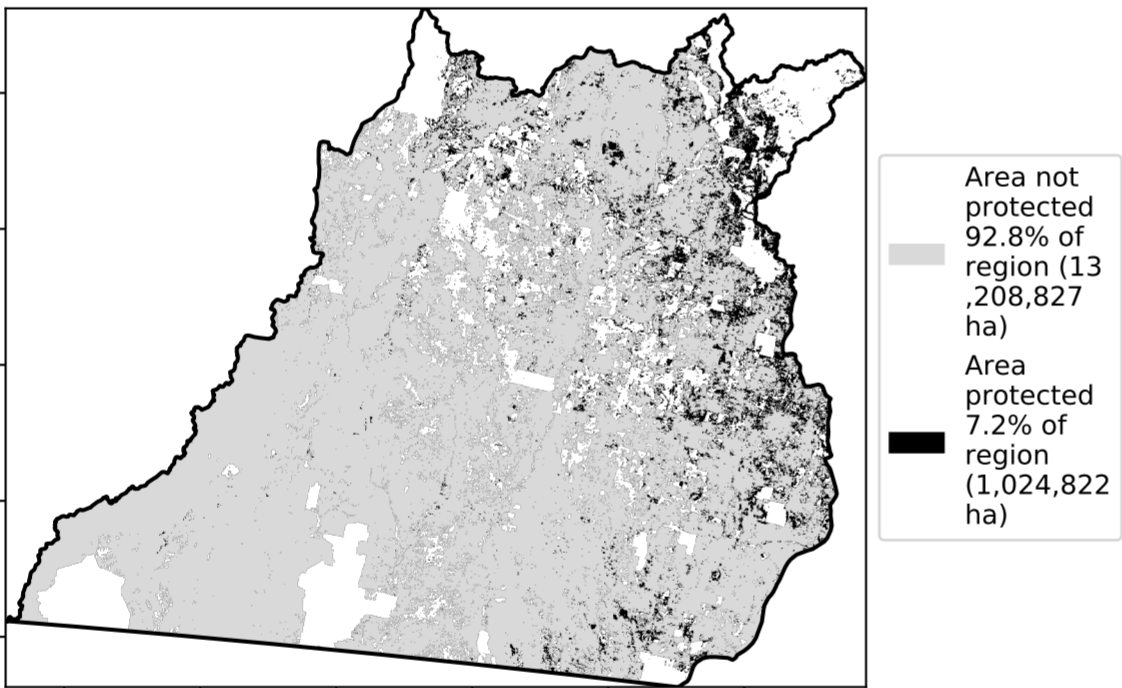 Area not
protected
92.8% of
region (13
,208,827
ha)
Area
protected
7.2% of
region
(1,024,822
ha)